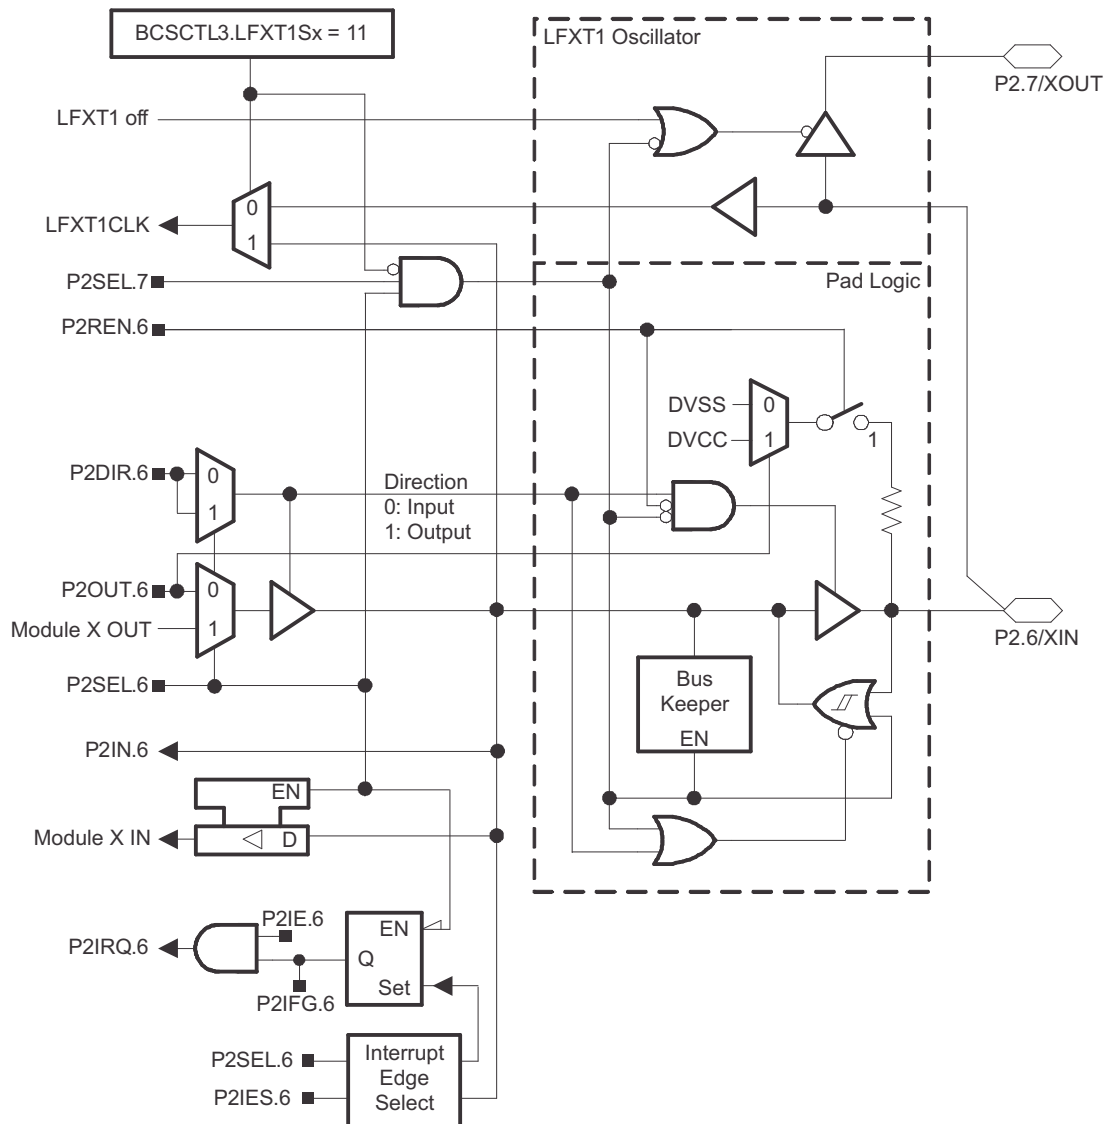 BCSCTL3.LFXT1Sx = 11
LFXT1 Oscillator
P2.7/XOUT
LFXT1 off
0
LFXT1CLK
1
P2SEL.7
Pad Logic
P2REN.6
DVSS
0
DVCC
1
1
P2DIR.6
0
1
Direction
0: Input
1: Output
P2OUT.6
0
Module X OUT
1
P2.6/XIN
P2SEL.6
Bus
Keeper
EN
P2IN.6
EN
Module X IN
D
P2IE.6
EN
P2IRQ.6
Q
Set
P2IFG.6
P2SEL.6
P2IES.6
Interrupt
Edge
Select